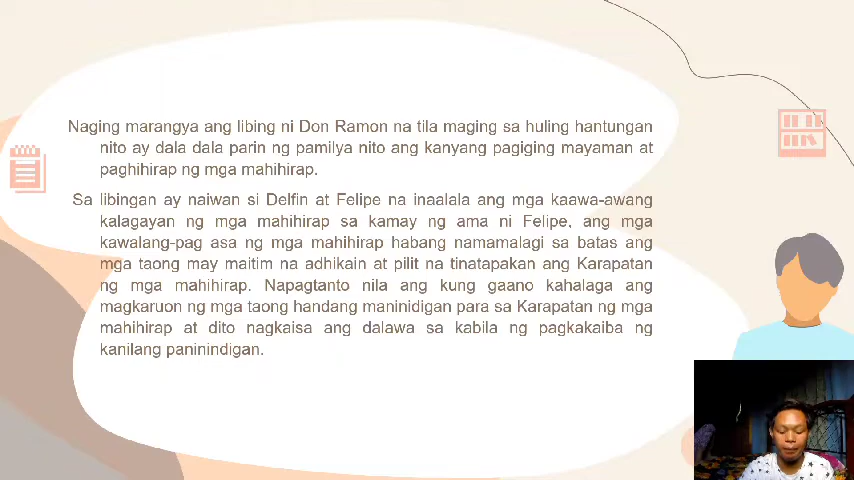 Naging marangya ang libing ni Don Ramon na tila maging sa huling hantungan
nito ay dala dala parin ng pamilya nito ang kanyang pagiging mayaman at
paghihirap ng mga mahihirap.
Sa libingan ay naiwan si Delfin at Felipe na inaalala ang mga kaawa-awang
kalagayan ng mga mahihirap sa kamay ng ama ni Felipe, ang mga
kawalang-pag asa ng mga mahihirap habang namamalagi sa batas ang
mga taong may maitim na adhikain at pilit na tinatapakan ang Karapatan
ng mga mahihirap. Napagtanto nila ang kung gaano kahalaga ang
magkaruon ng mga taong handang maninidigan para sa Karapatan ng mga
mahihirap at dito nagkaisa ang dalawa sa kabila ng pagkakaiba ng
kanilang paninindigan.